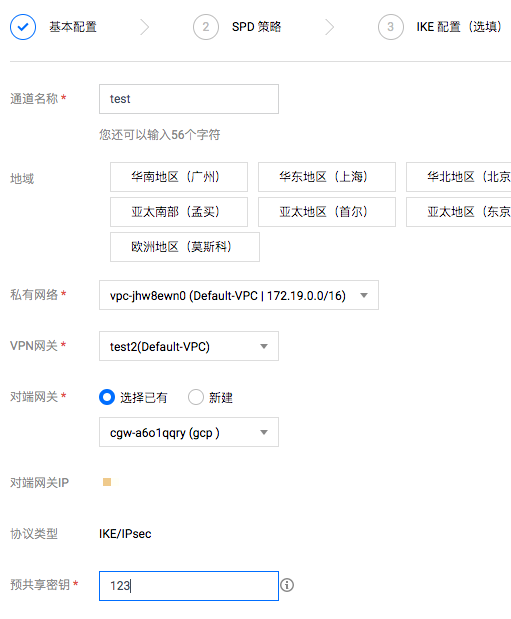 基本配置 2 SPD 策略 3 IKE 配置（选填）
通道名称 * test
您还可以输入56个字符
地域 华南地区（广州） 华东地区（上海） 华北地区（北京
亚太南部（孟买） 亚太地区（首尔） 亚太地区（东京
欧洲地区（莫斯科）
私有网络 * vpc-jhw8ewn0 (Default-VPC | 172.19.0.0/16)
VPN网关 * test2(Default-VPC)
对端网关 * 选择已有 新建
cgw-a6o1qqry (gcp )
对端网关IP
协议类型 IKE/IPsec
预共享密钥 * 123